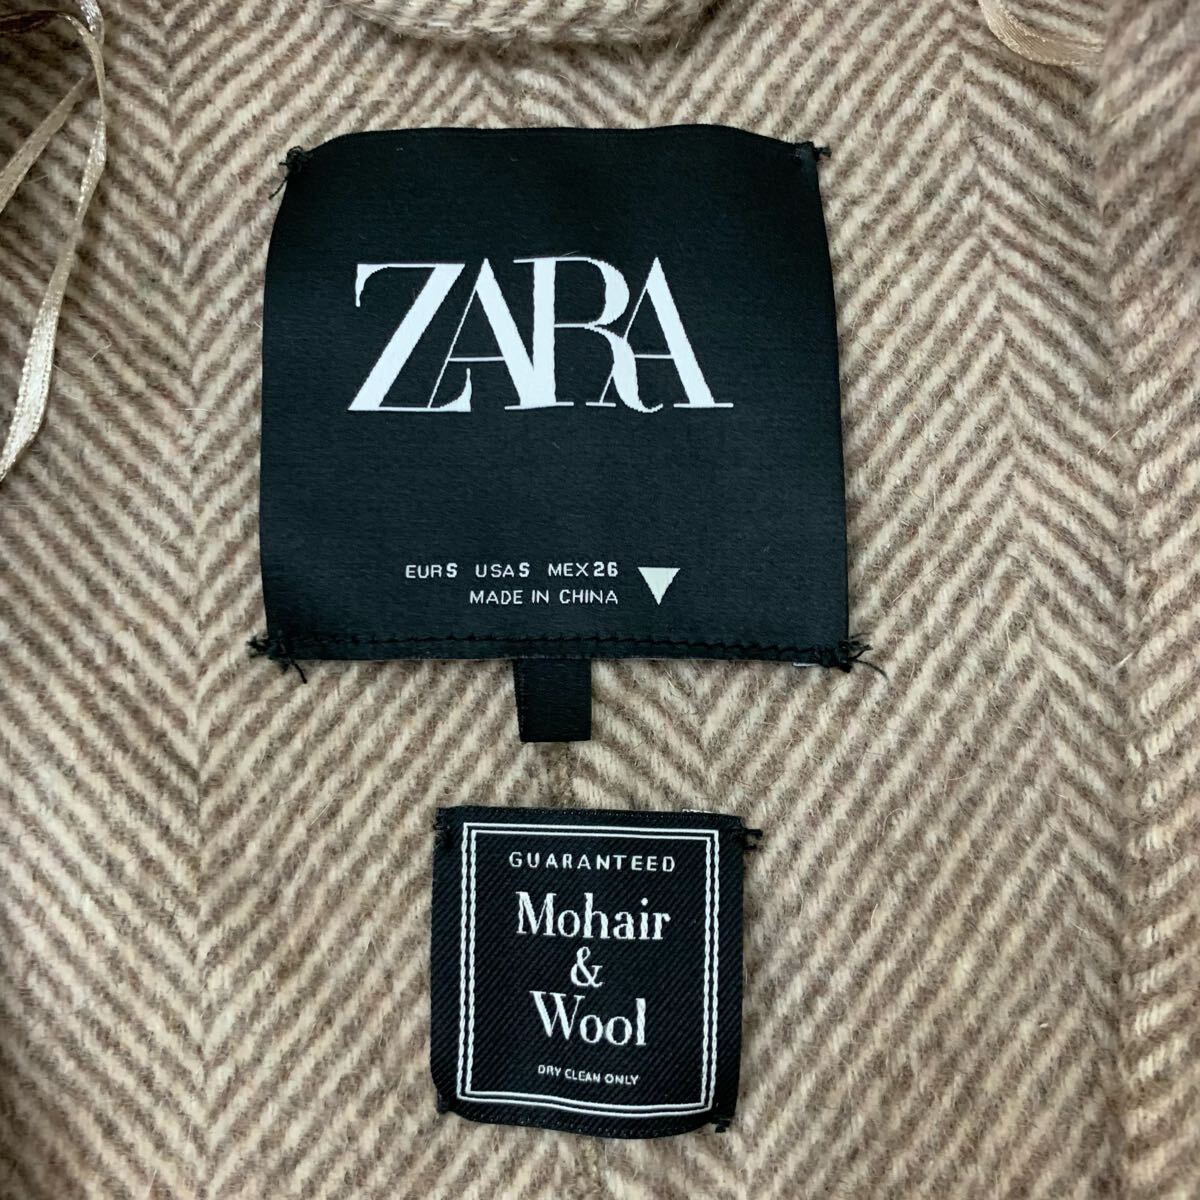 ZARA
EUR S USA S MEX 26
MADE IN CHINA
GUARANTEED
Mohair
&
Wool
DRY CLEAN ONLY